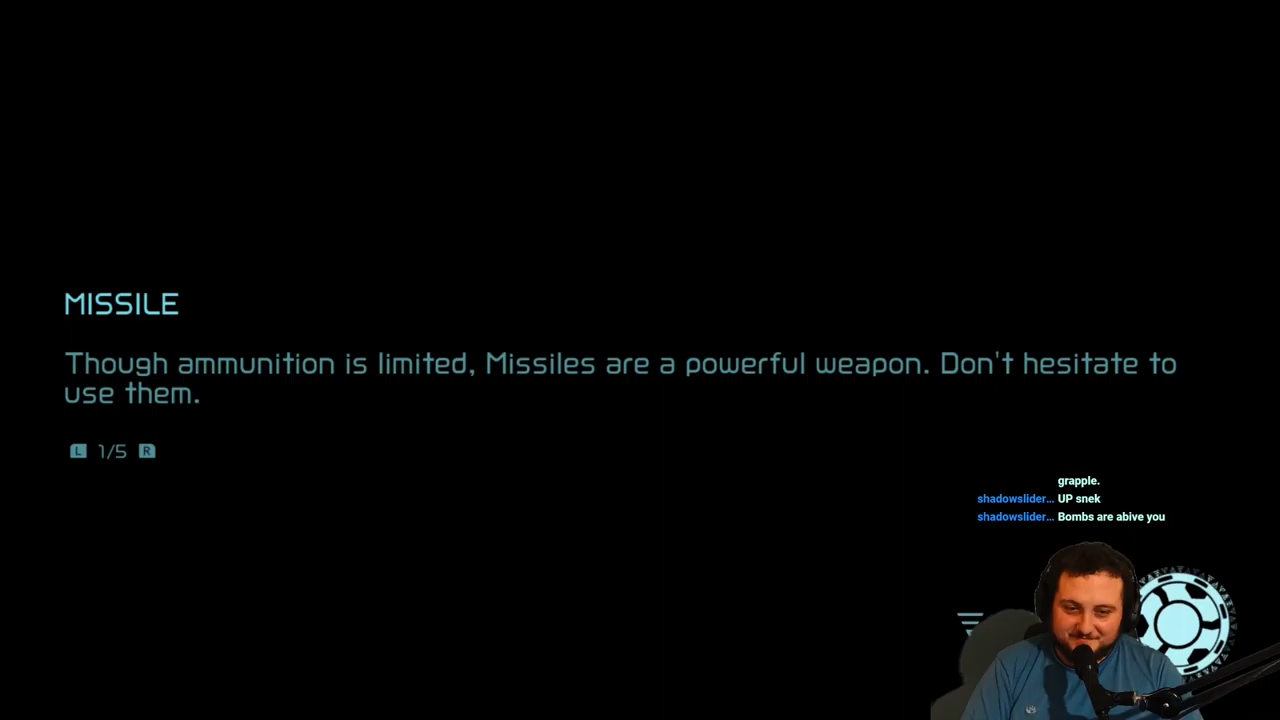 MISSILE
Though ammunition is limited, Missiles are a powerful weapon. Don't hesitate to
use them.
L 1/5 R
grapple.
shadowslider... UP snek
shadowslider... Bombs are abive you